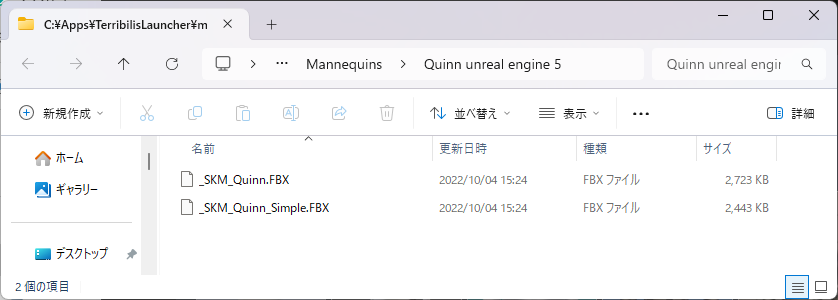 C:¥Apps¥TerribilisLauncher¥m
Mannequins
Quinn unreal engine 5
Quinn unreal engin
新規作成
並べ替え
表示
詳細
名前 更新日時 種類 サイズ
ホーム
ギャラリー
デスクトップ
_SKM_Quinn.FBX 2022/10/04 15:24 FBX ファイル 2,723 KB
_SKM_Quinn_Simple.FBX 2022/10/04 15:24 FBX ファイル 2,443 KB
2 個の項目